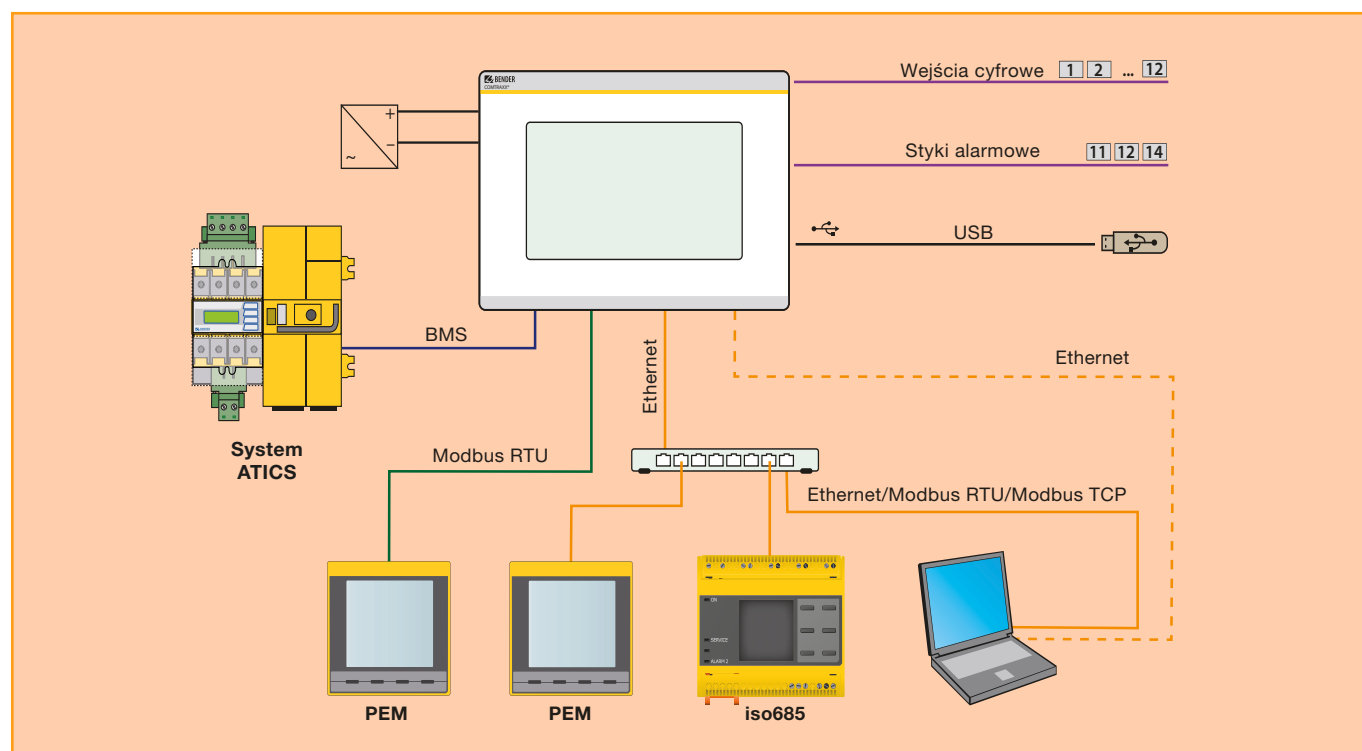 BENDER
COMTRAXX®
Wejścia cyfrowe 1 2 ... 12
+
−
~
Styki alarmowe 11 12 14
USB
BMS
Ethernet
Ethernet
System
ATICS
Modbus RTU
Ethernet/Modbus RTU/Modbus TCP
ON
SERVICE
ALARM 2
PEM
PEM
iso685